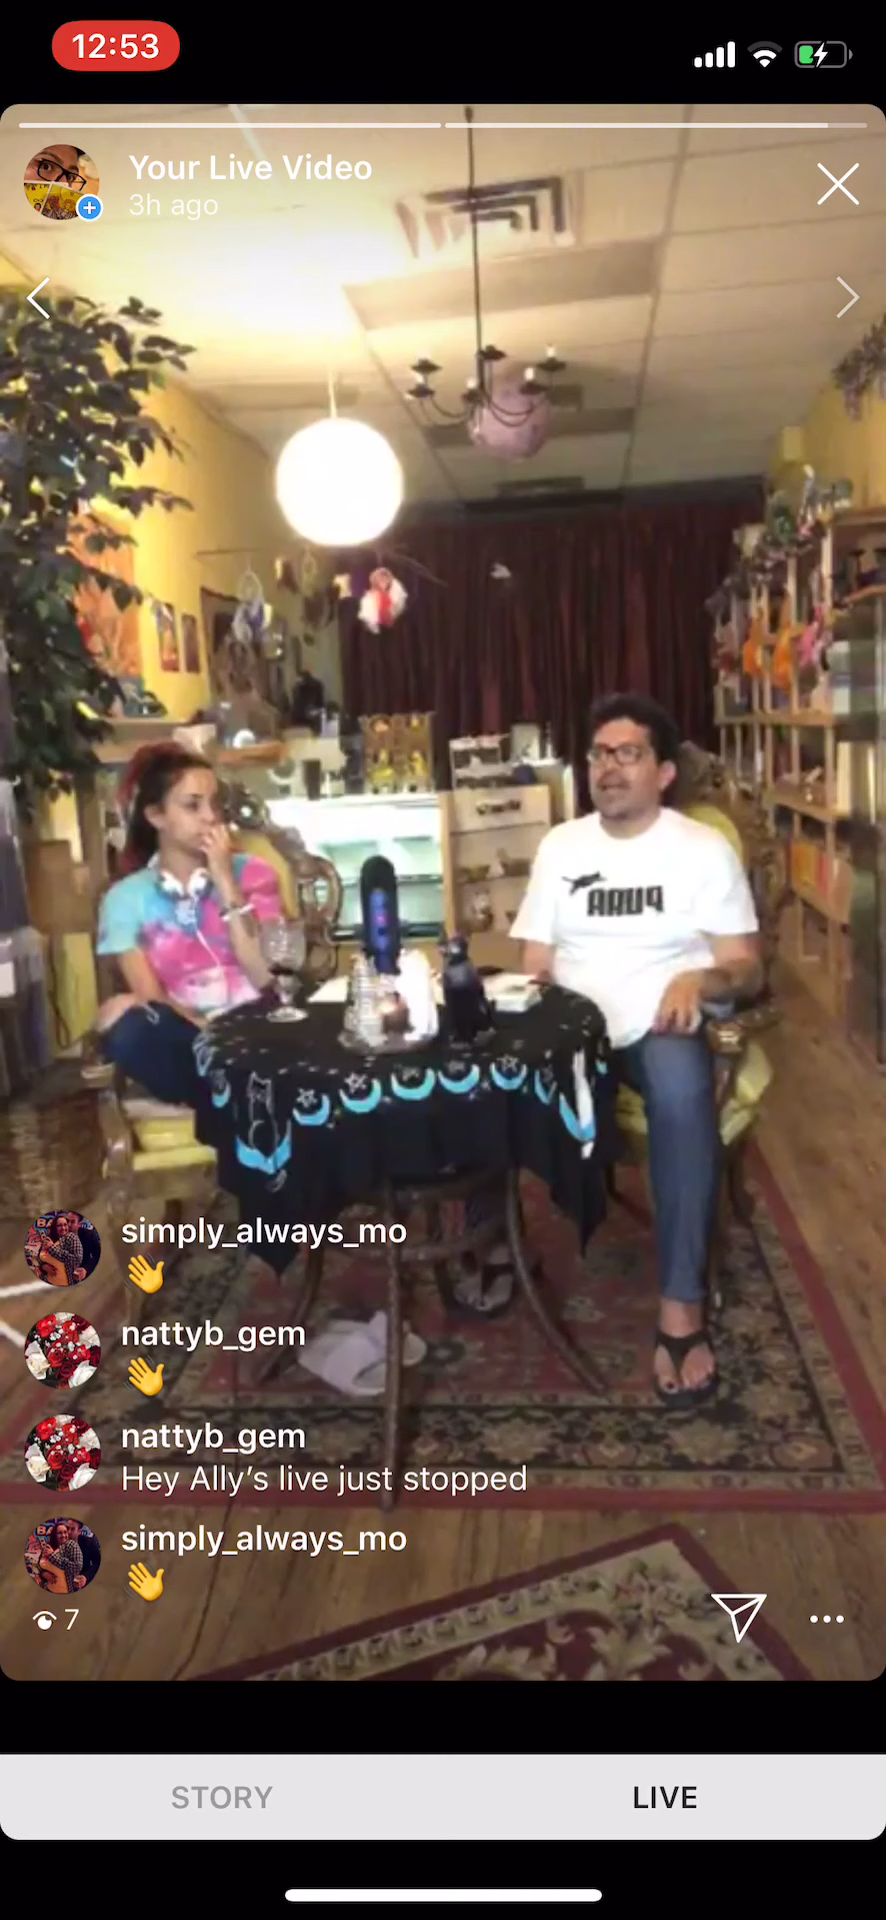 12:53
Your Live Video
3h ago
simply_always_mo
👋
nattyb_gem
👋
nattyb_gem
Hey Ally’s live just stopped
simply_always_mo
👋
7
STORY
LIVE